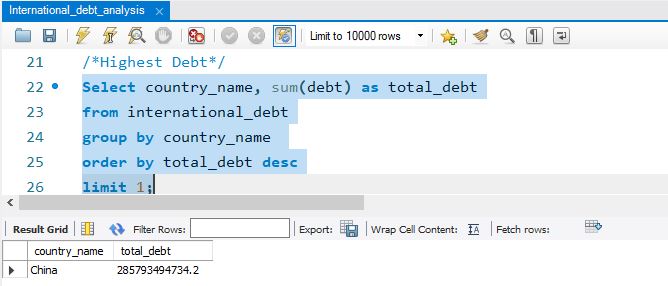 International_debt_analysis
Limit to 10000 rows
21 /*Highest Debt*/
22 Select country_name, sum(debt) as total_debt
23 from international_debt
24 group by country_name
25 order by total_debt desc
26 limit 1;
Result Grid Filter Rows: Export: Wrap Cell Content: Fetch rows:
country_name total_debt
China 285793494734.2